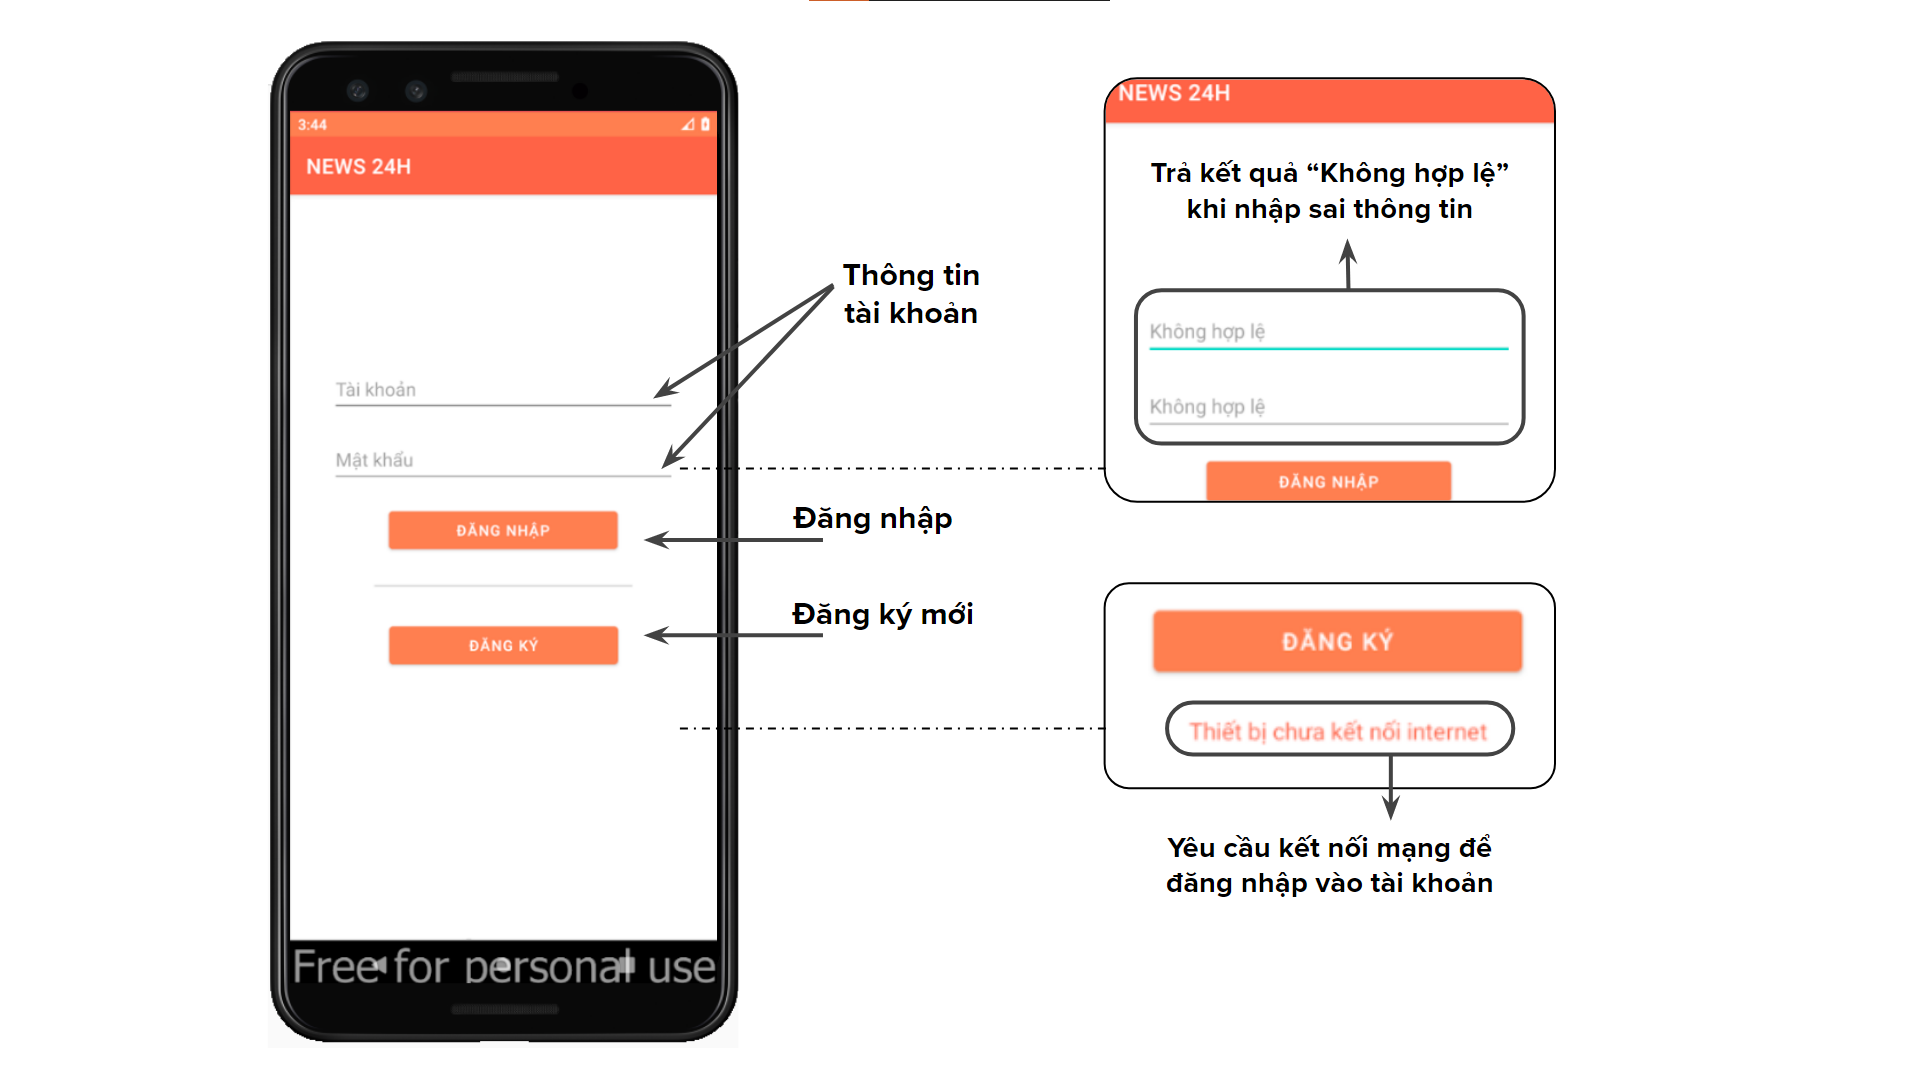 3:44
NEWS 24H
Tài khoản
Mật khẩu
ĐĂNG NHẬP
ĐĂNG KÝ
Free for personal use
Thông tin
tài khoản
Đăng nhập
Đăng ký mới
NEWS 24H
Trả kết quả “Không hợp lệ”
khi nhập sai thông tin
Không hợp lệ
Không hợp lệ
ĐĂNG NHẬP
ĐĂNG KÝ
Thiết bị chưa kết nối internet
Yêu cầu kết nối mạng để
đăng nhập vào tài khoản